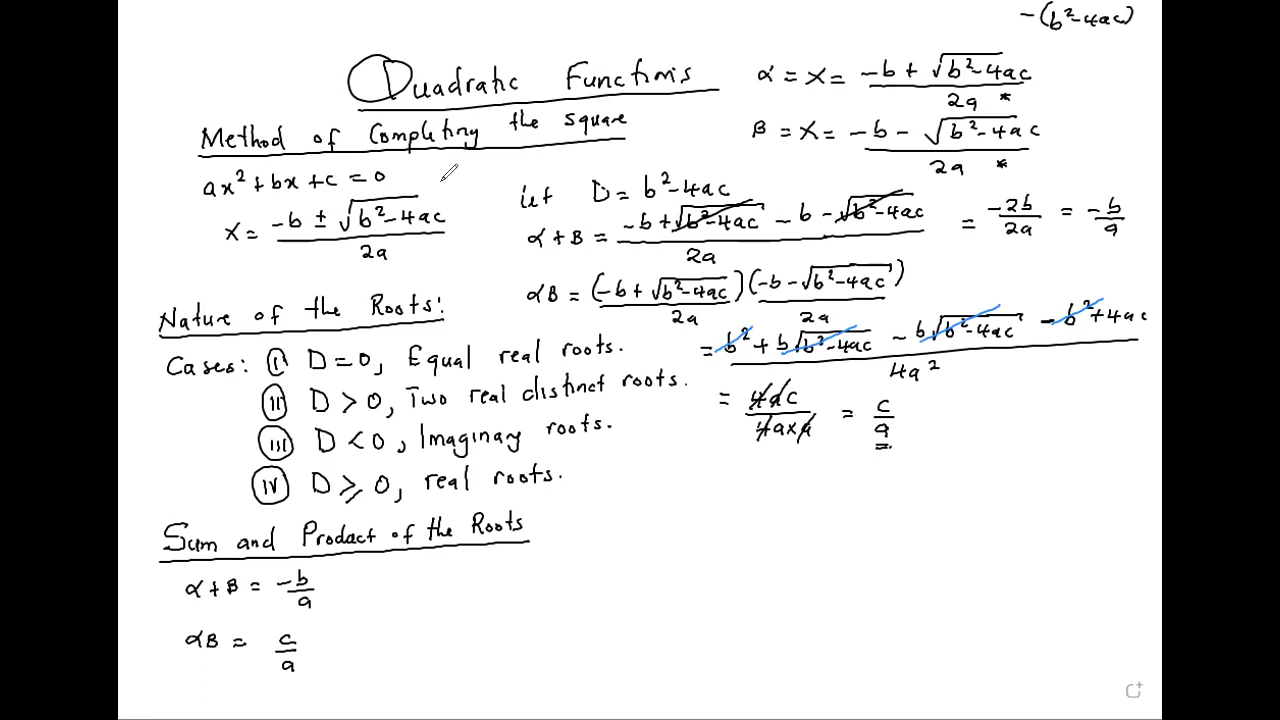 -(b²-4ac)
Quadratic Functions
Method of Completing the square
ax² + bx + c = 0
x = (-b ± √(b²-4ac)) / 2a
α = x = (-b + √(b²-4ac)) / 2a *
β = x = (-b - √(b²-4ac)) / 2a *
Let D = b²-4ac
α + β = (-b + √(b²-4ac) - b - √(b²-4ac)) / 2a = -2b/2a = -b/a
αβ = (-b + √(b²-4ac))/2a (-b - √(b²-4ac))/2a
= (b² + b√(b²-4ac) - b√(b²-4ac) - b² + 4ac) / 4a²
= 4ac / 4a×a = c/a
Nature of the Roots:
Cases: (i) D = 0, Equal real roots.
(ii) D > 0, Two real distinct roots.
(iii) D < 0, Imaginary roots.
(iv) D ≥ 0, real roots.
Sum and Product of the Roots
α + β = -b/a
αβ = c/a